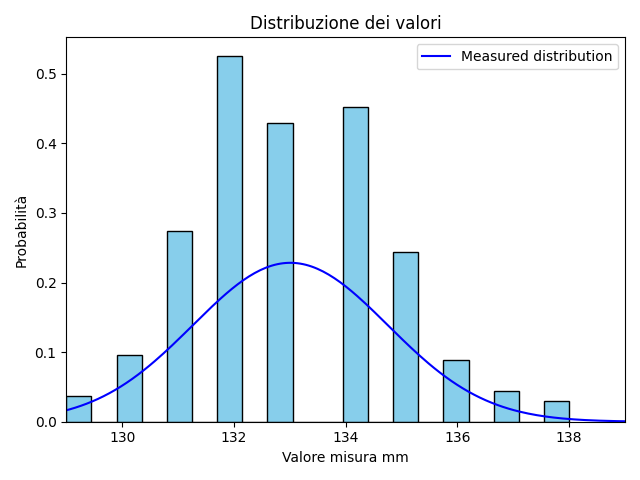 Distribuzione dei valori
Measured distribution
0.5
0.4
0.3
0.2
0.1
0.0
Probabilità
130 132 134 136 138
Valore misura mm